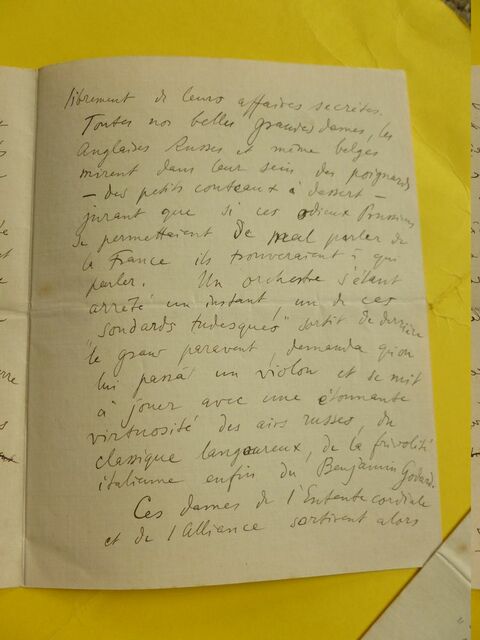 librement de leurs affaires secrètes.
Toutes nos belles grandes dames, les
Anglaises Russes et même belges
mirent dans leur sein des poignards
— des petits couteaux à dessert —
jurant que si ces odieux Prussiens
se permettaient de mal parler de
la France ils trouveraient à qui
parler. Un orchestre s'étant
arrêté un instant, un de ces
"soudards tudesques" sortit de derrière
le grand paravent, demanda qu'on
lui passât un violon et se mit
à jouer avec une étonnante
virtuosité des airs russes, du
classique langoureux, de la frivolité
italienne enfin du Benjamin Godard.
Ces dames de l'Entente cordiale
et de l'Alliance sortirent alors